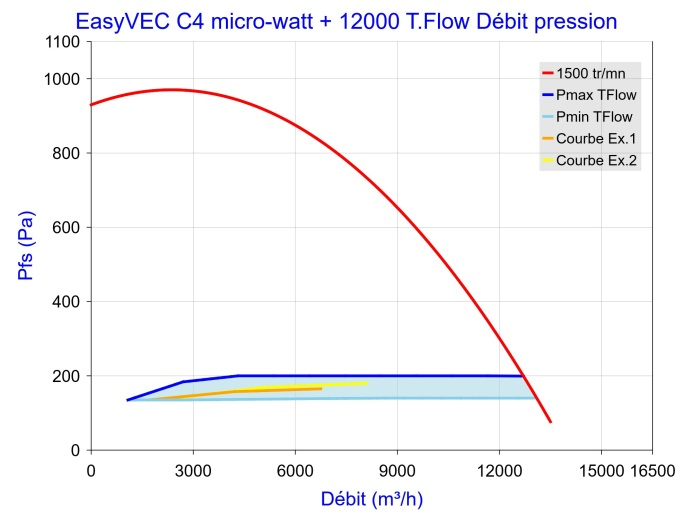 EasyVEC C4 micro-watt + 12000 T.Flow Débit pression
1100
1000
800
600
400
200
0
Pfs (Pa)
1500 tr/mn
Pmax TFlow
Pmin TFlow
Courbe Ex.1
Courbe Ex.2
0 3000 6000 9000 12000 15000 16500
Débit (m³/h)